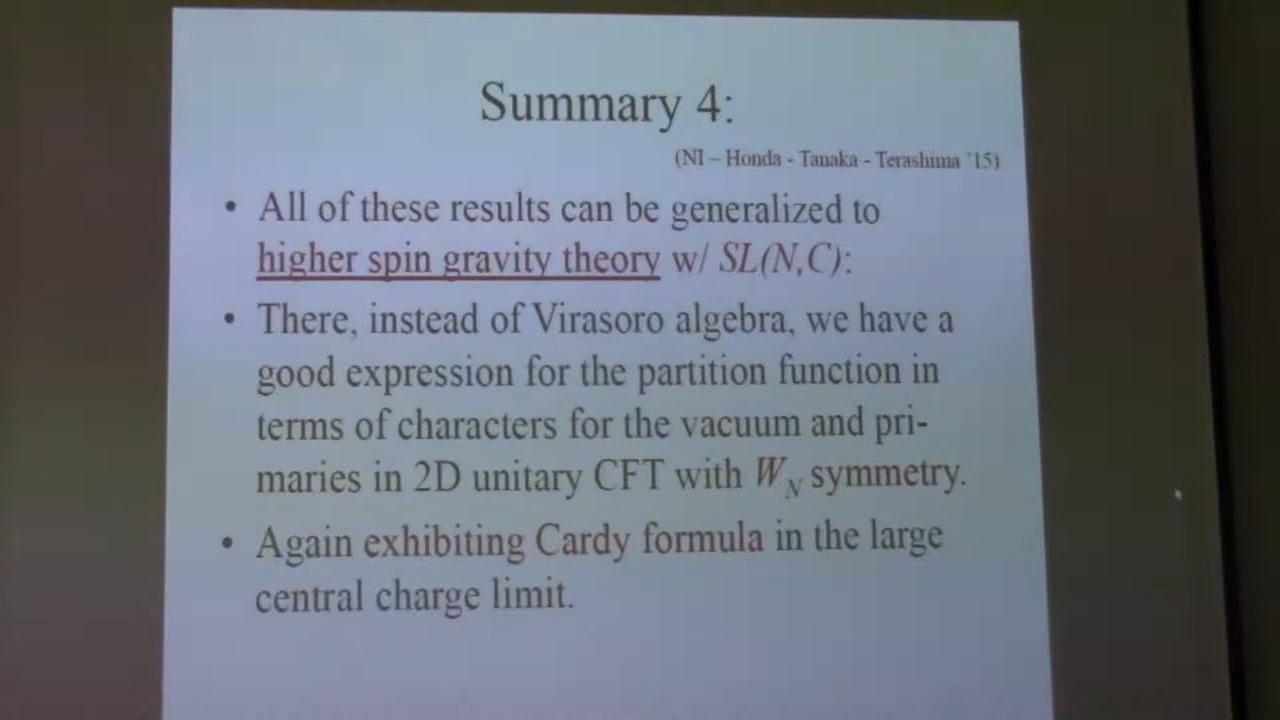 Summary 4:
(NI – Honda - Tanaka - Terashima '15)
• All of these results can be generalized to
higher spin gravity theory w/ SL(N,C):
• There, instead of Virasoro algebra, we have a
good expression for the partition function in
terms of characters for the vacuum and pri-
maries in 2D unitary CFT with W_N symmetry.
• Again exhibiting Cardy formula in the large
central charge limit.